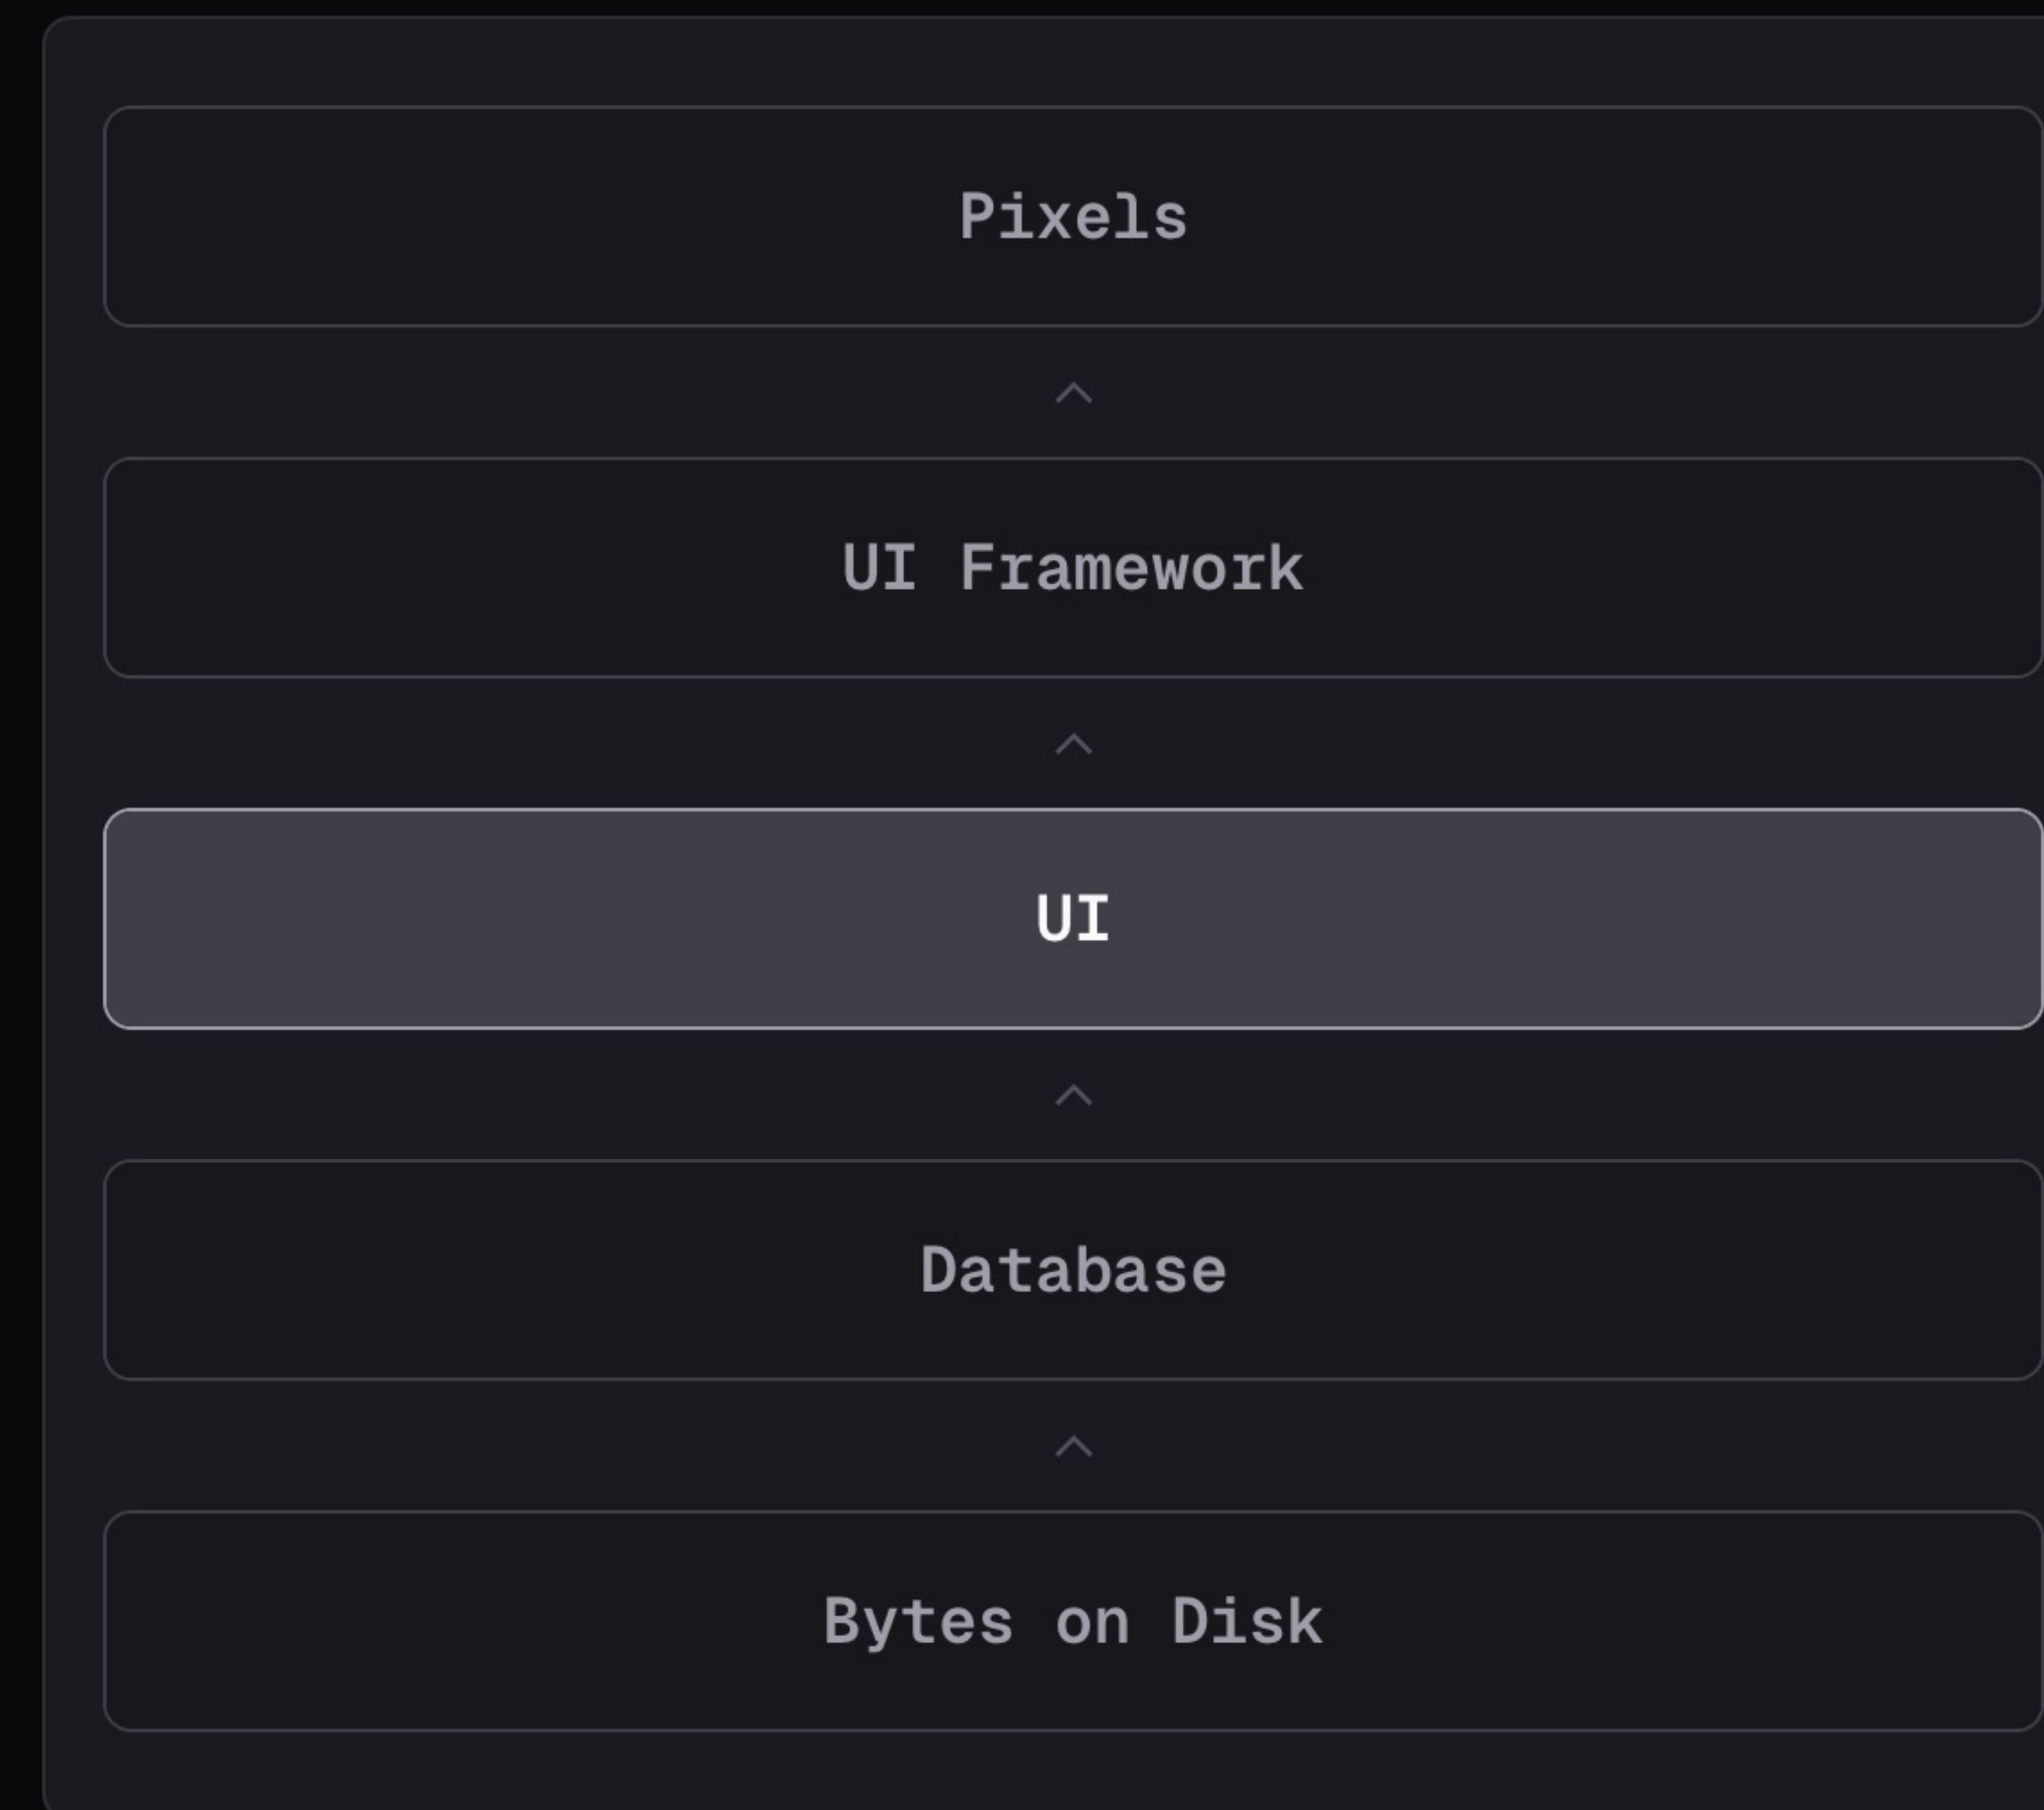 Pixels
UI Framework
UI
Database
Bytes on Disk